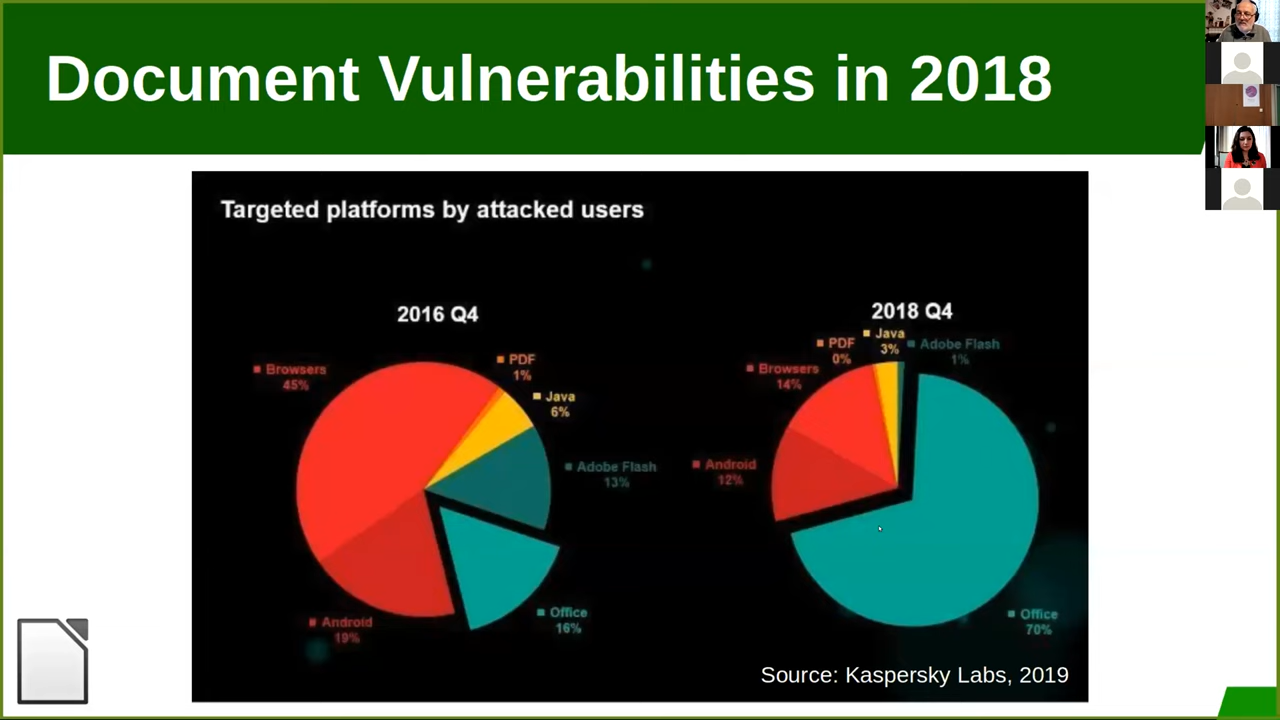 Document Vulnerabilities in 2018
Targeted platforms by attacked users
2016 Q4
Browsers
45%
PDF
1%
Java
6%
Adobe Flash
13%
Office
16%
Android
19%
2018 Q4
Java
3%
PDF
0%
Adobe Flash
1%
Browsers
14%
Android
12%
Office
70%
Source: Kaspersky Labs, 2019